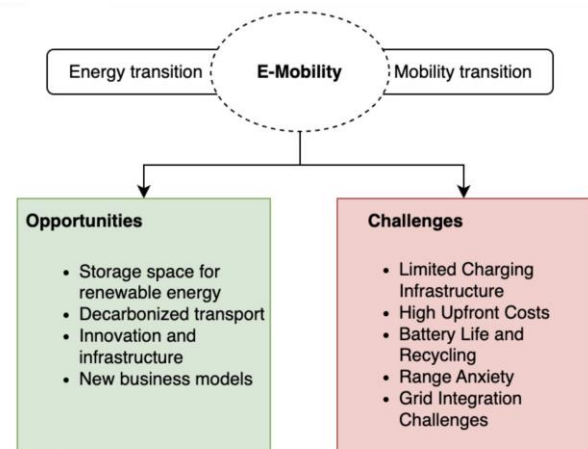 Energy transition
E-Mobility
Mobility transition
Opportunities
• Storage space for
renewable energy
• Decarbonized transport
• Innovation and
infrastructure
• New business models
Challenges
• Limited Charging
Infrastructure
• High Upfront Costs
• Battery Life and
Recycling
• Range Anxiety
• Grid Integration
Challenges